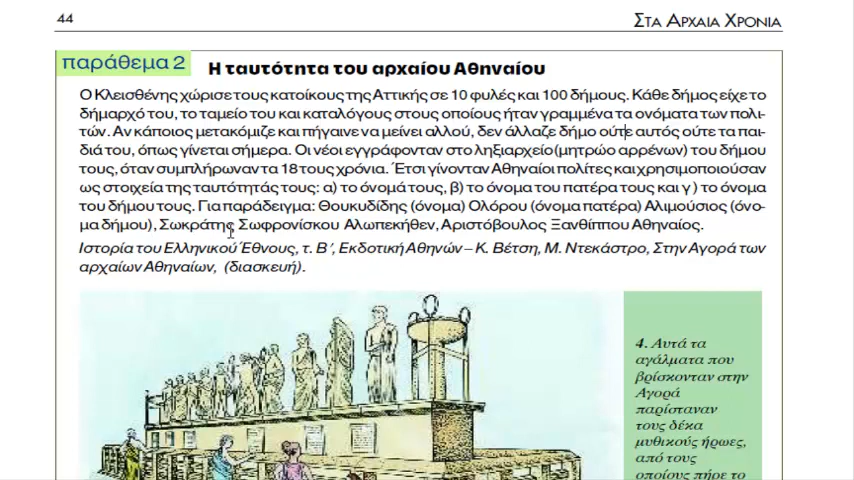 44
ΣΤΑ ΑΡΧΑΙΑ ΧΡΟΝΙΑ
παράθεμα 2
Η ταυτότητα του αρχαίου Αθηναίου
Ο Κλεισθένης χώρισε τους κατοίκους της Αττικής σε 10 φυλές και 100 δήμους. Κάθε δήμος είχε το
δήμαρχό του, το ταμείο του και καταλόγους στους οποίους ήταν γραμμένα τα ονόματα των πολι-
τών. Αν κάποιος μετακόμιζε και πήγαινε να μείνει αλλού, δεν άλλαζε δήμο ούτε αυτός ούτε τα παι-
διά του, όπως γίνεται σήμερα. Οι νέοι εγγράφονταν στο ληξιαρχείο (μητρώο αρρένων) του δήμου
τους, όταν συμπλήρωναν τα 18 τους χρόνια. Έτσι γίνονταν Αθηναίοι πολίτες και χρησιμοποιούσαν
ως στοιχεία της ταυτότητάς τους: α) το όνομά τους, β) το όνομα του πατέρα τους και γ ) το όνομα
του δήμου τους. Για παράδειγμα: Θουκυδίδης (όνομα) Ολόρου (όνομα πατέρα) Αλιμούσιος (όνο-
μα δήμου), Σωκράτης Σωφρονίσκου Αλωπεκήθεν, Αριστόβουλος Ξανθίππου Αθηναίος.
Ιστορία του Ελληνικού Έθνους, τ. Β ′, Εκδοτική Αθηνών – Κ. Βέτση, Μ. Ντεκάστρο, Στην Αγορά των
αρχαίων Αθηναίων, (διασκευή).
4. Αυτά τα
αγάλματα που
βρίσκονταν στην
Αγορά
παρίσταναν
τους δέκα
μυθικούς ήρωες,
από τους
οποίους πήρε το